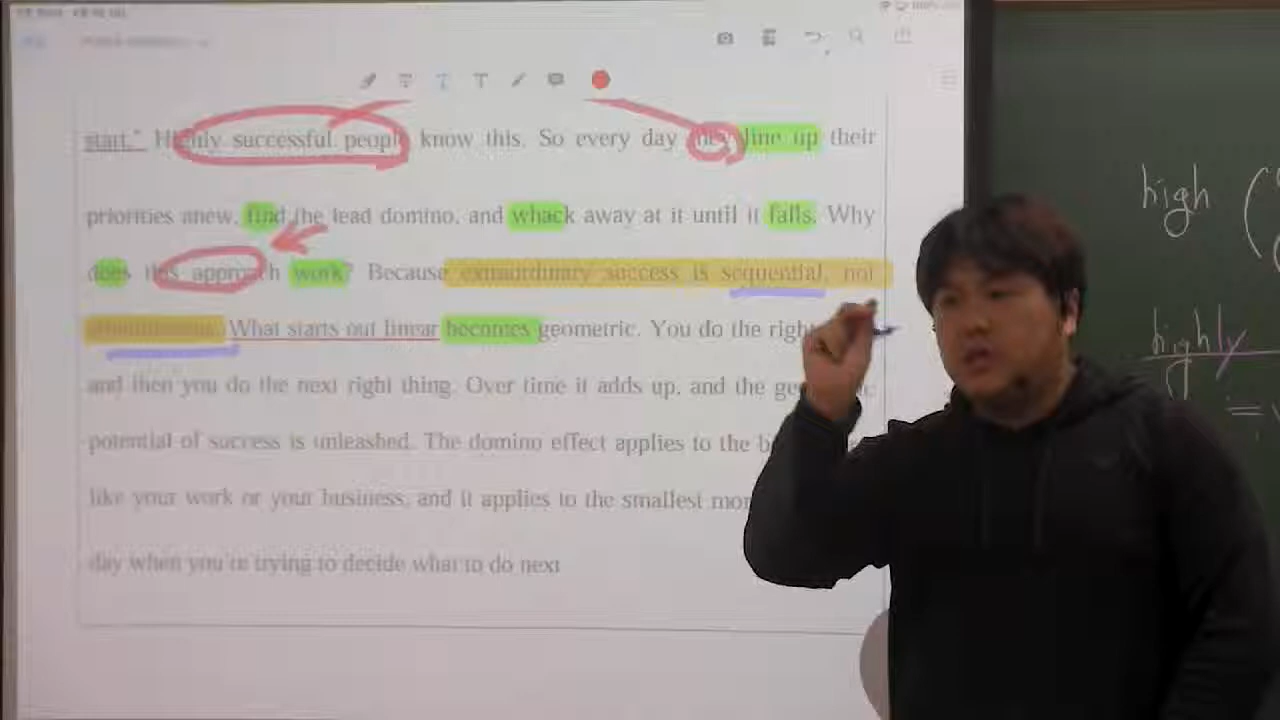 start." Highly successful people know this. So every day they line up their
priorities anew, find the lead domino, and whack away at it until it falls. Why
does this approach work? Because extraordinary success is sequential, not
What starts out linear becomes geometric. You do the right
and then you do the next right thing. Over time it adds up, and the
potential of success is unleashed. The domino effect applies to the
like your work or your business, and it applies to the smallest
day when you're trying to decide what to do next
high (
highly
=